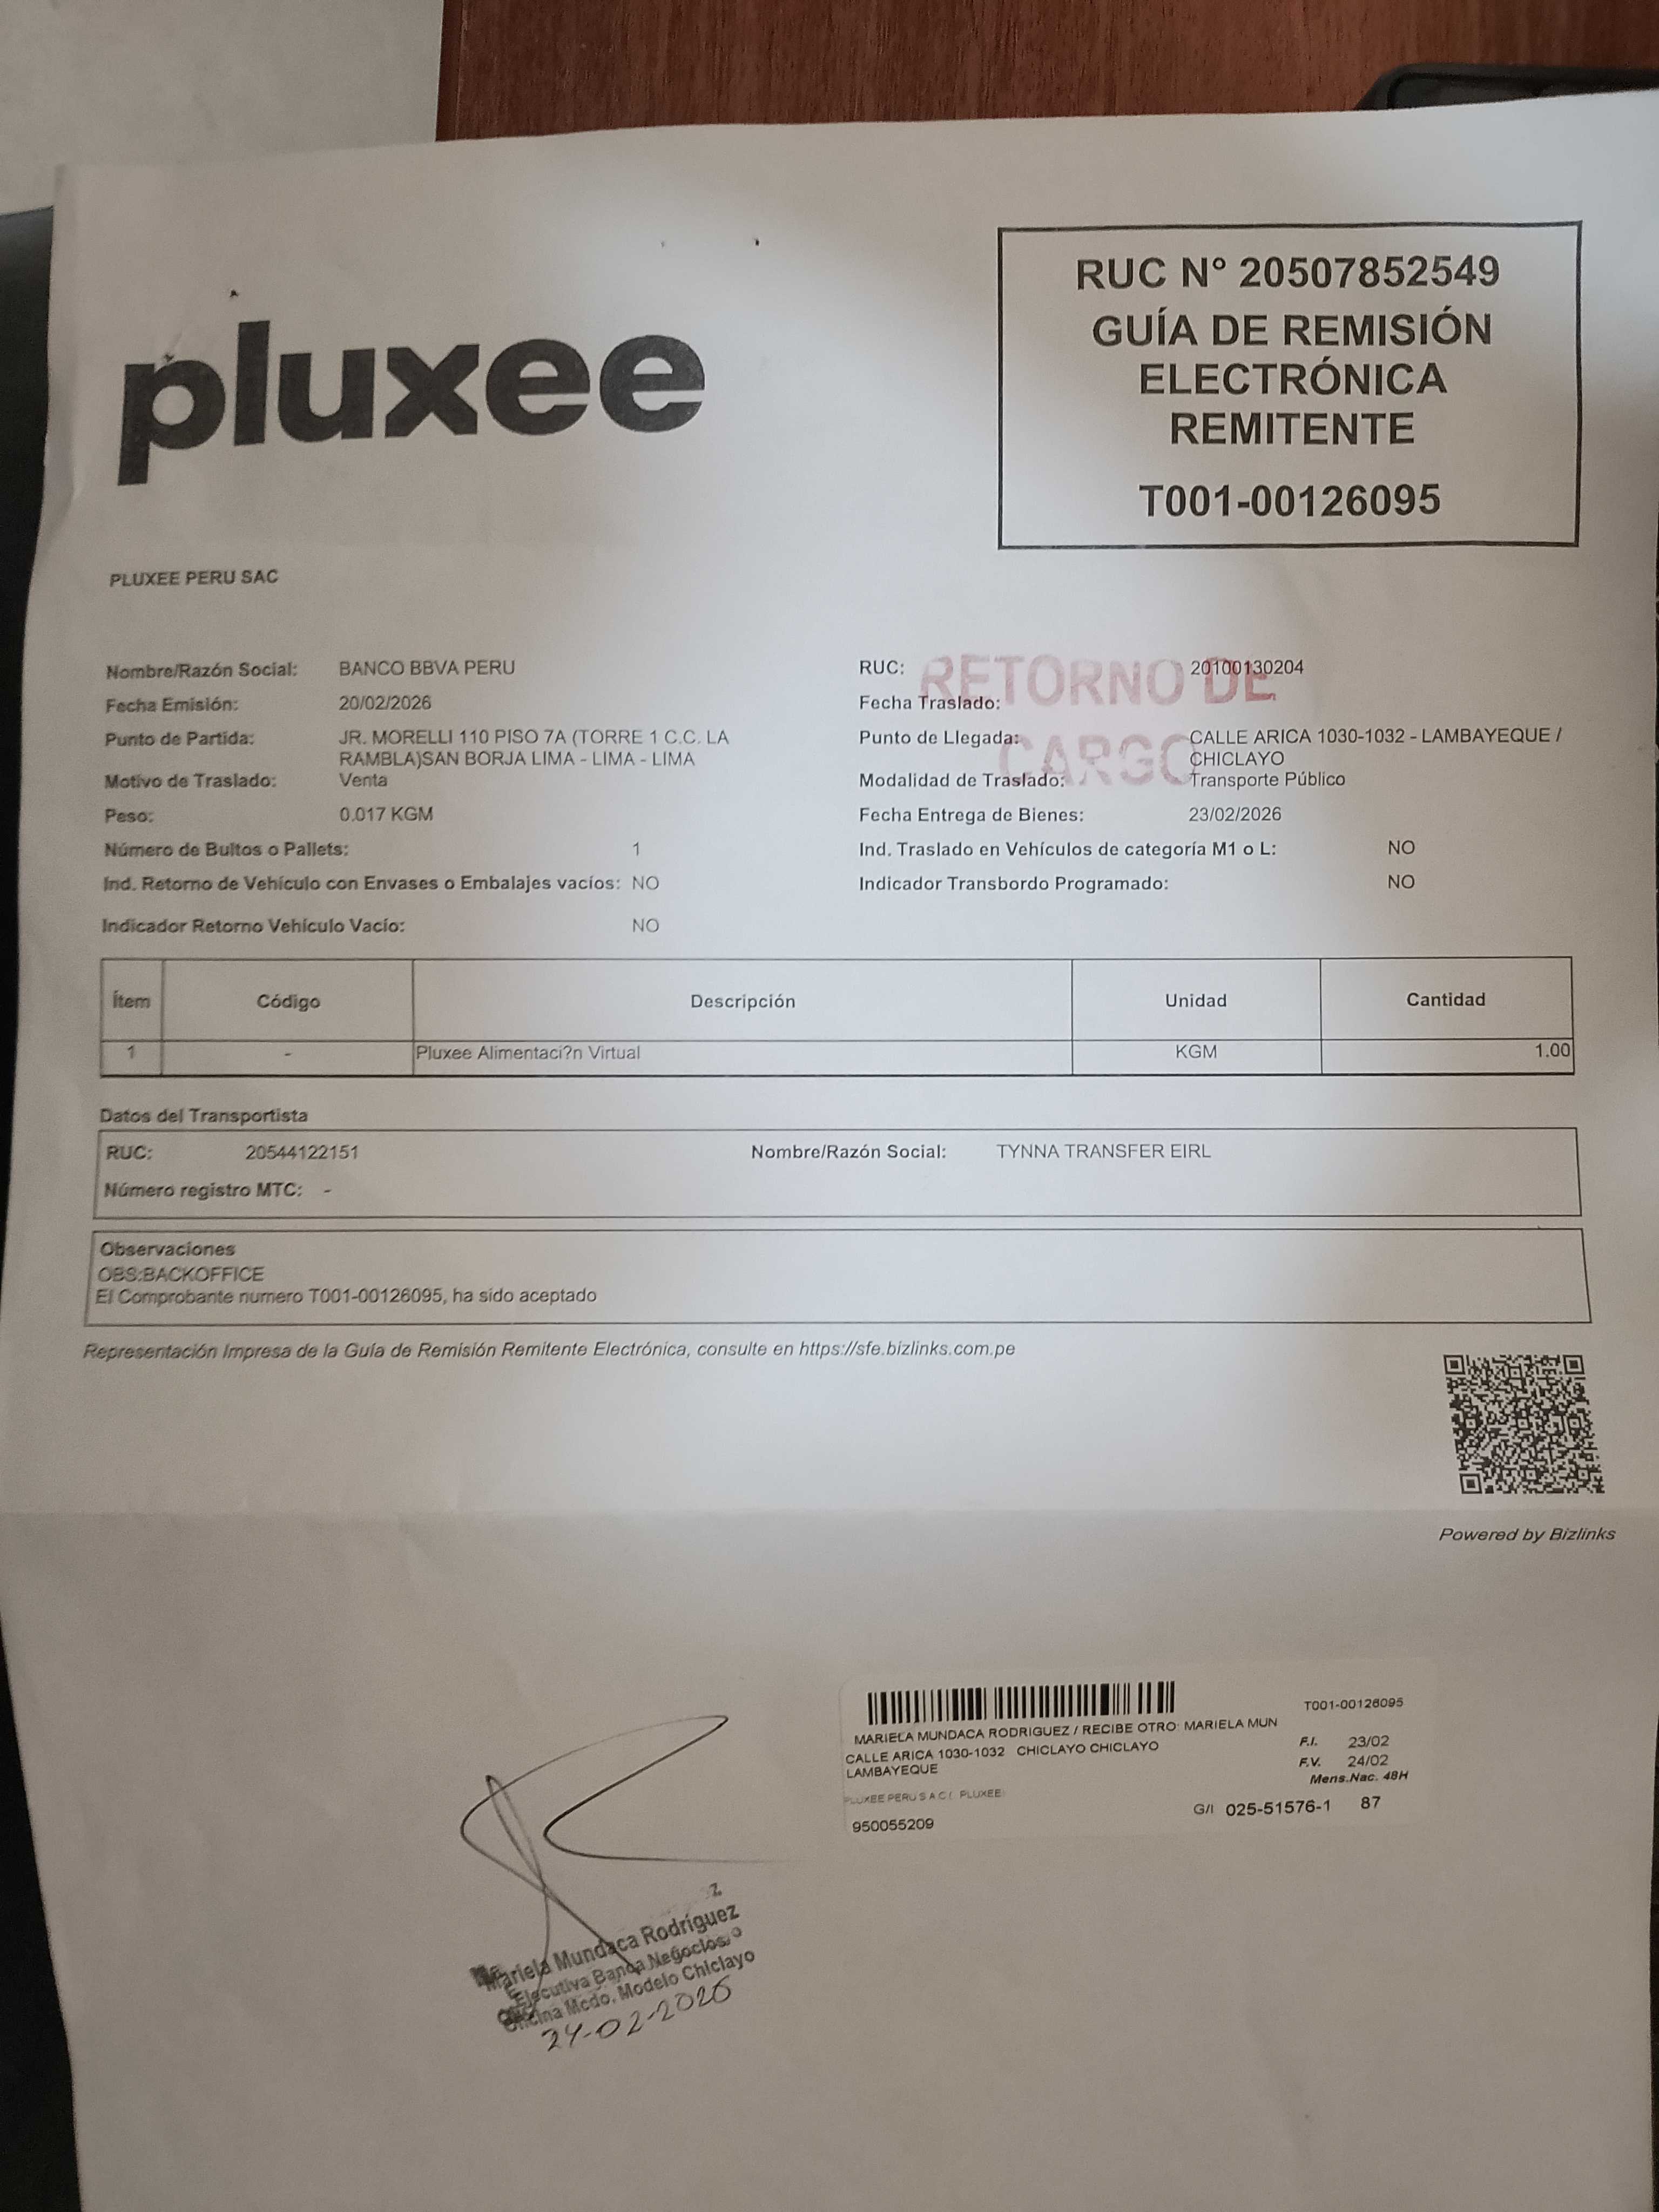 pluxee
RUC N° 20507852549
GUÍA DE REMISIÓN
ELECTRÓNICA
REMITENTE
T001-00126095
PLUXEE PERU SAC
RETORNO DE
CARGO
Nombre/Razón Social: BANCO BBVA PERU RUC: 20100130204
Fecha Emisión: 20/02/2026 Fecha Traslado:
Punto de Partida: JR. MORELLI 110 PISO 7A (TORRE 1 C.C. LA Punto de Llegada: CALLE ARICA 1030-1032 - LAMBAYEQUE /
RAMBLA)SAN BORJA LIMA - LIMA - LIMA CHICLAYO
Motivo de Traslado: Venta Modalidad de Traslado: Transporte Público
Peso: 0.017 KGM Fecha Entrega de Bienes: 23/02/2026
Número de Bultos o Pallets: 1 Ind. Traslado en Vehículos de categoría M1 o L: NO
Ind. Retorno de Vehículo con Envases o Embalajes vacíos: NO Indicador Transbordo Programado: NO
Indicador Retorno Vehículo Vacío: NO
Ítem Código Descripción Unidad Cantidad
1 - Pluxee Alimentaci?n Virtual KGM 1.00
Datos del Transportista
RUC: 20544122151 Nombre/Razón Social: TYNNA TRANSFER EIRL
Número registro MTC: -
Observaciones
OBS:BACKOFFICE
El Comprobante numero T001-00126095, ha sido aceptado
Representación Impresa de la Guía de Remisión Remitente Electrónica, consulte en https://sfe.bizlinks.com.pe
Powered by Bizlinks
T001-00126095
MARIELA MUNDACA RODRIGUEZ / RECIBE OTRO: MARIELA MUN
CALLE ARICA 1030-1032 CHICLAYO CHICLAYO
LAMBAYEQUE
F.I. 23/02
F.V. 24/02
Mens.Nac. 48H
PLUXEE PERU S A C ( PLUXEE)
G/I 025-51576-1 87
950055209
Mariela Mundaca Rodríguez
Ejecutiva Banca Negocios
Oficina Mcdo. Modelo Chiclayo
24-02-2026